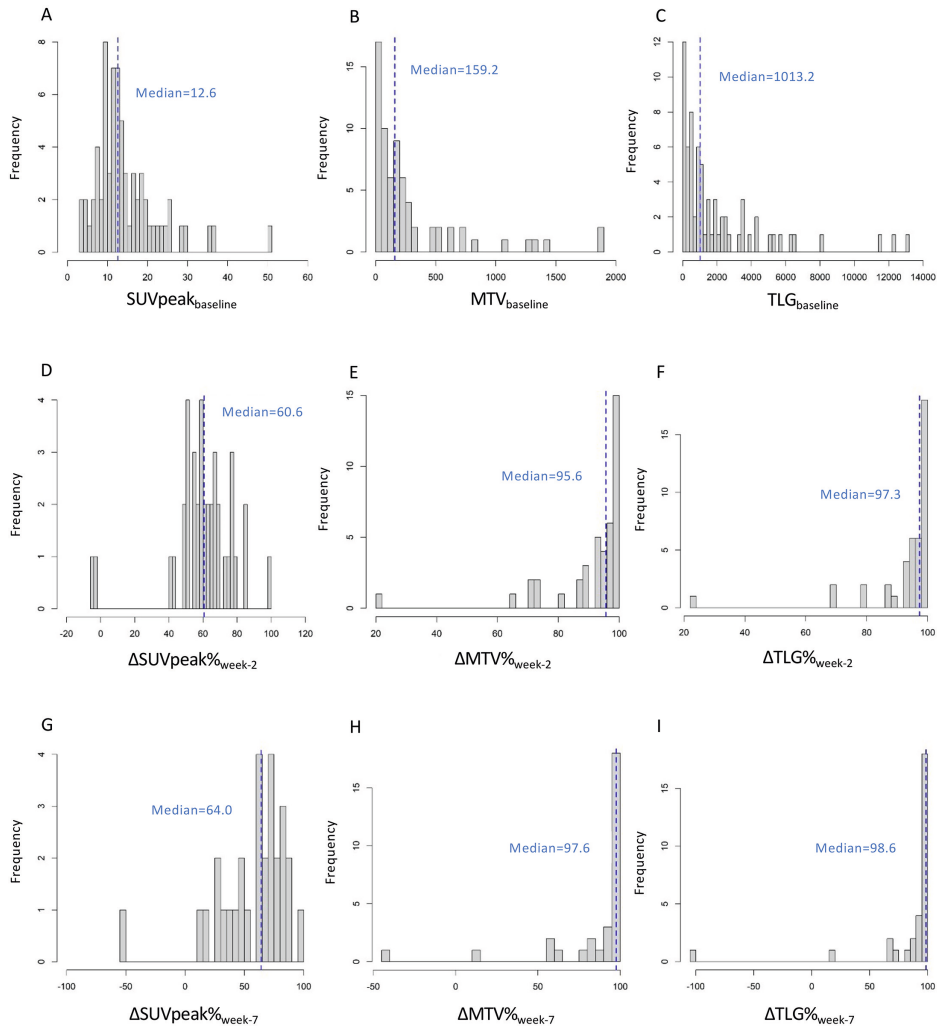 A
B
C
8
6
4
2
0
Frequency
Median=12.6
0 10 20 30 40 50 60
SUVpeakbaseline
15
10
5
0
Frequency
Median=159.2
0 500 1000 1500 2000
MTVbaseline
12
10
8
6
4
2
0
Frequency
Median=1013.2
0 2000 4000 6000 8000 10000 12000 14000
TLGbaseline
D
E
F
4
3
2
1
0
Frequency
Median=60.6
-20 0 20 40 60 80 100 120
ΔSUVpeak%week-2
15
10
5
0
Frequency
Median=95.6
20 40 60 80 100
ΔMTV%week-2
15
10
5
0
Frequency
Median=97.3
20 40 60 80 100
ΔTLG%week-2
G
H
I
4
3
2
1
0
Frequency
Median=64.0
-100 -50 0 50 100
ΔSUVpeak%week-7
15
10
5
0
Frequency
Median=97.6
-50 0 50 100
ΔMTV%week-7
15
10
5
0
Frequency
Median=98.6
-100 -50 0 50 100
ΔTLG%week-7